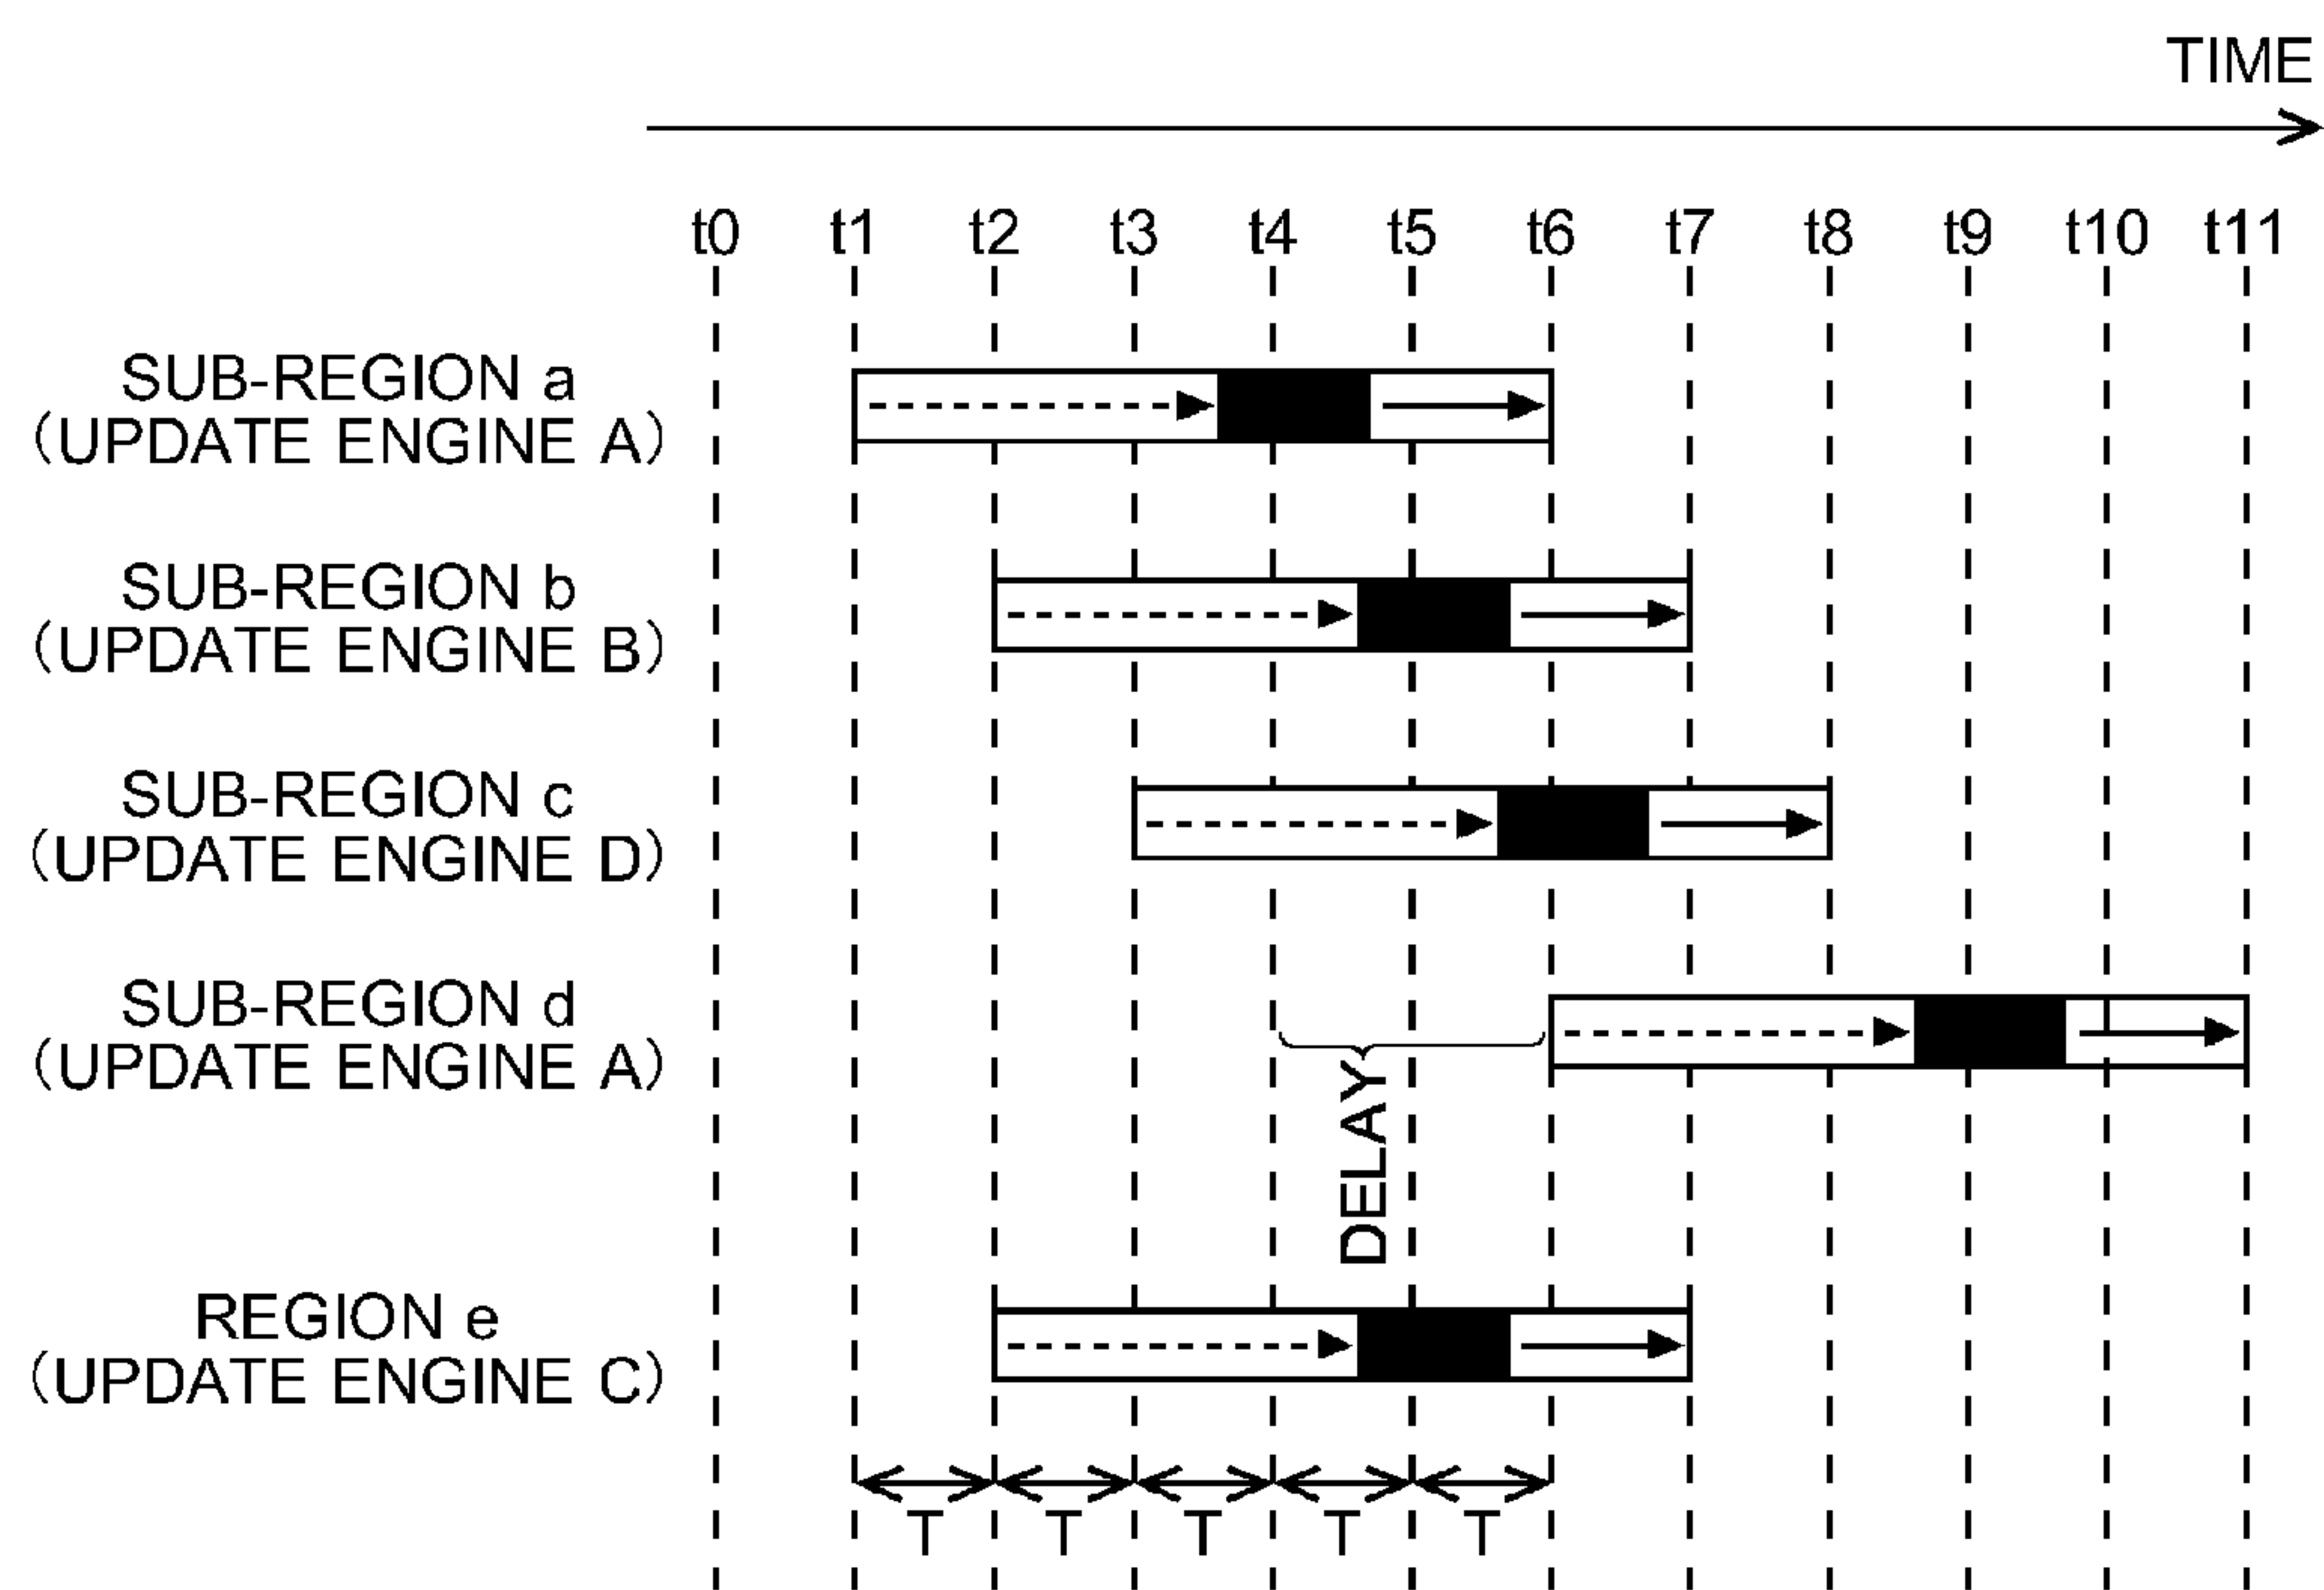 TIME
t0 t1 t2 t3 t4 t5 t6 t7 t8 t9 t10 t11
SUB-REGION a
(UPDATE ENGINE A)
SUB-REGION b
(UPDATE ENGINE B)
SUB-REGION c
(UPDATE ENGINE D)
SUB-REGION d
(UPDATE ENGINE A)
DELAY
REGION e
(UPDATE ENGINE C)
T T T T T